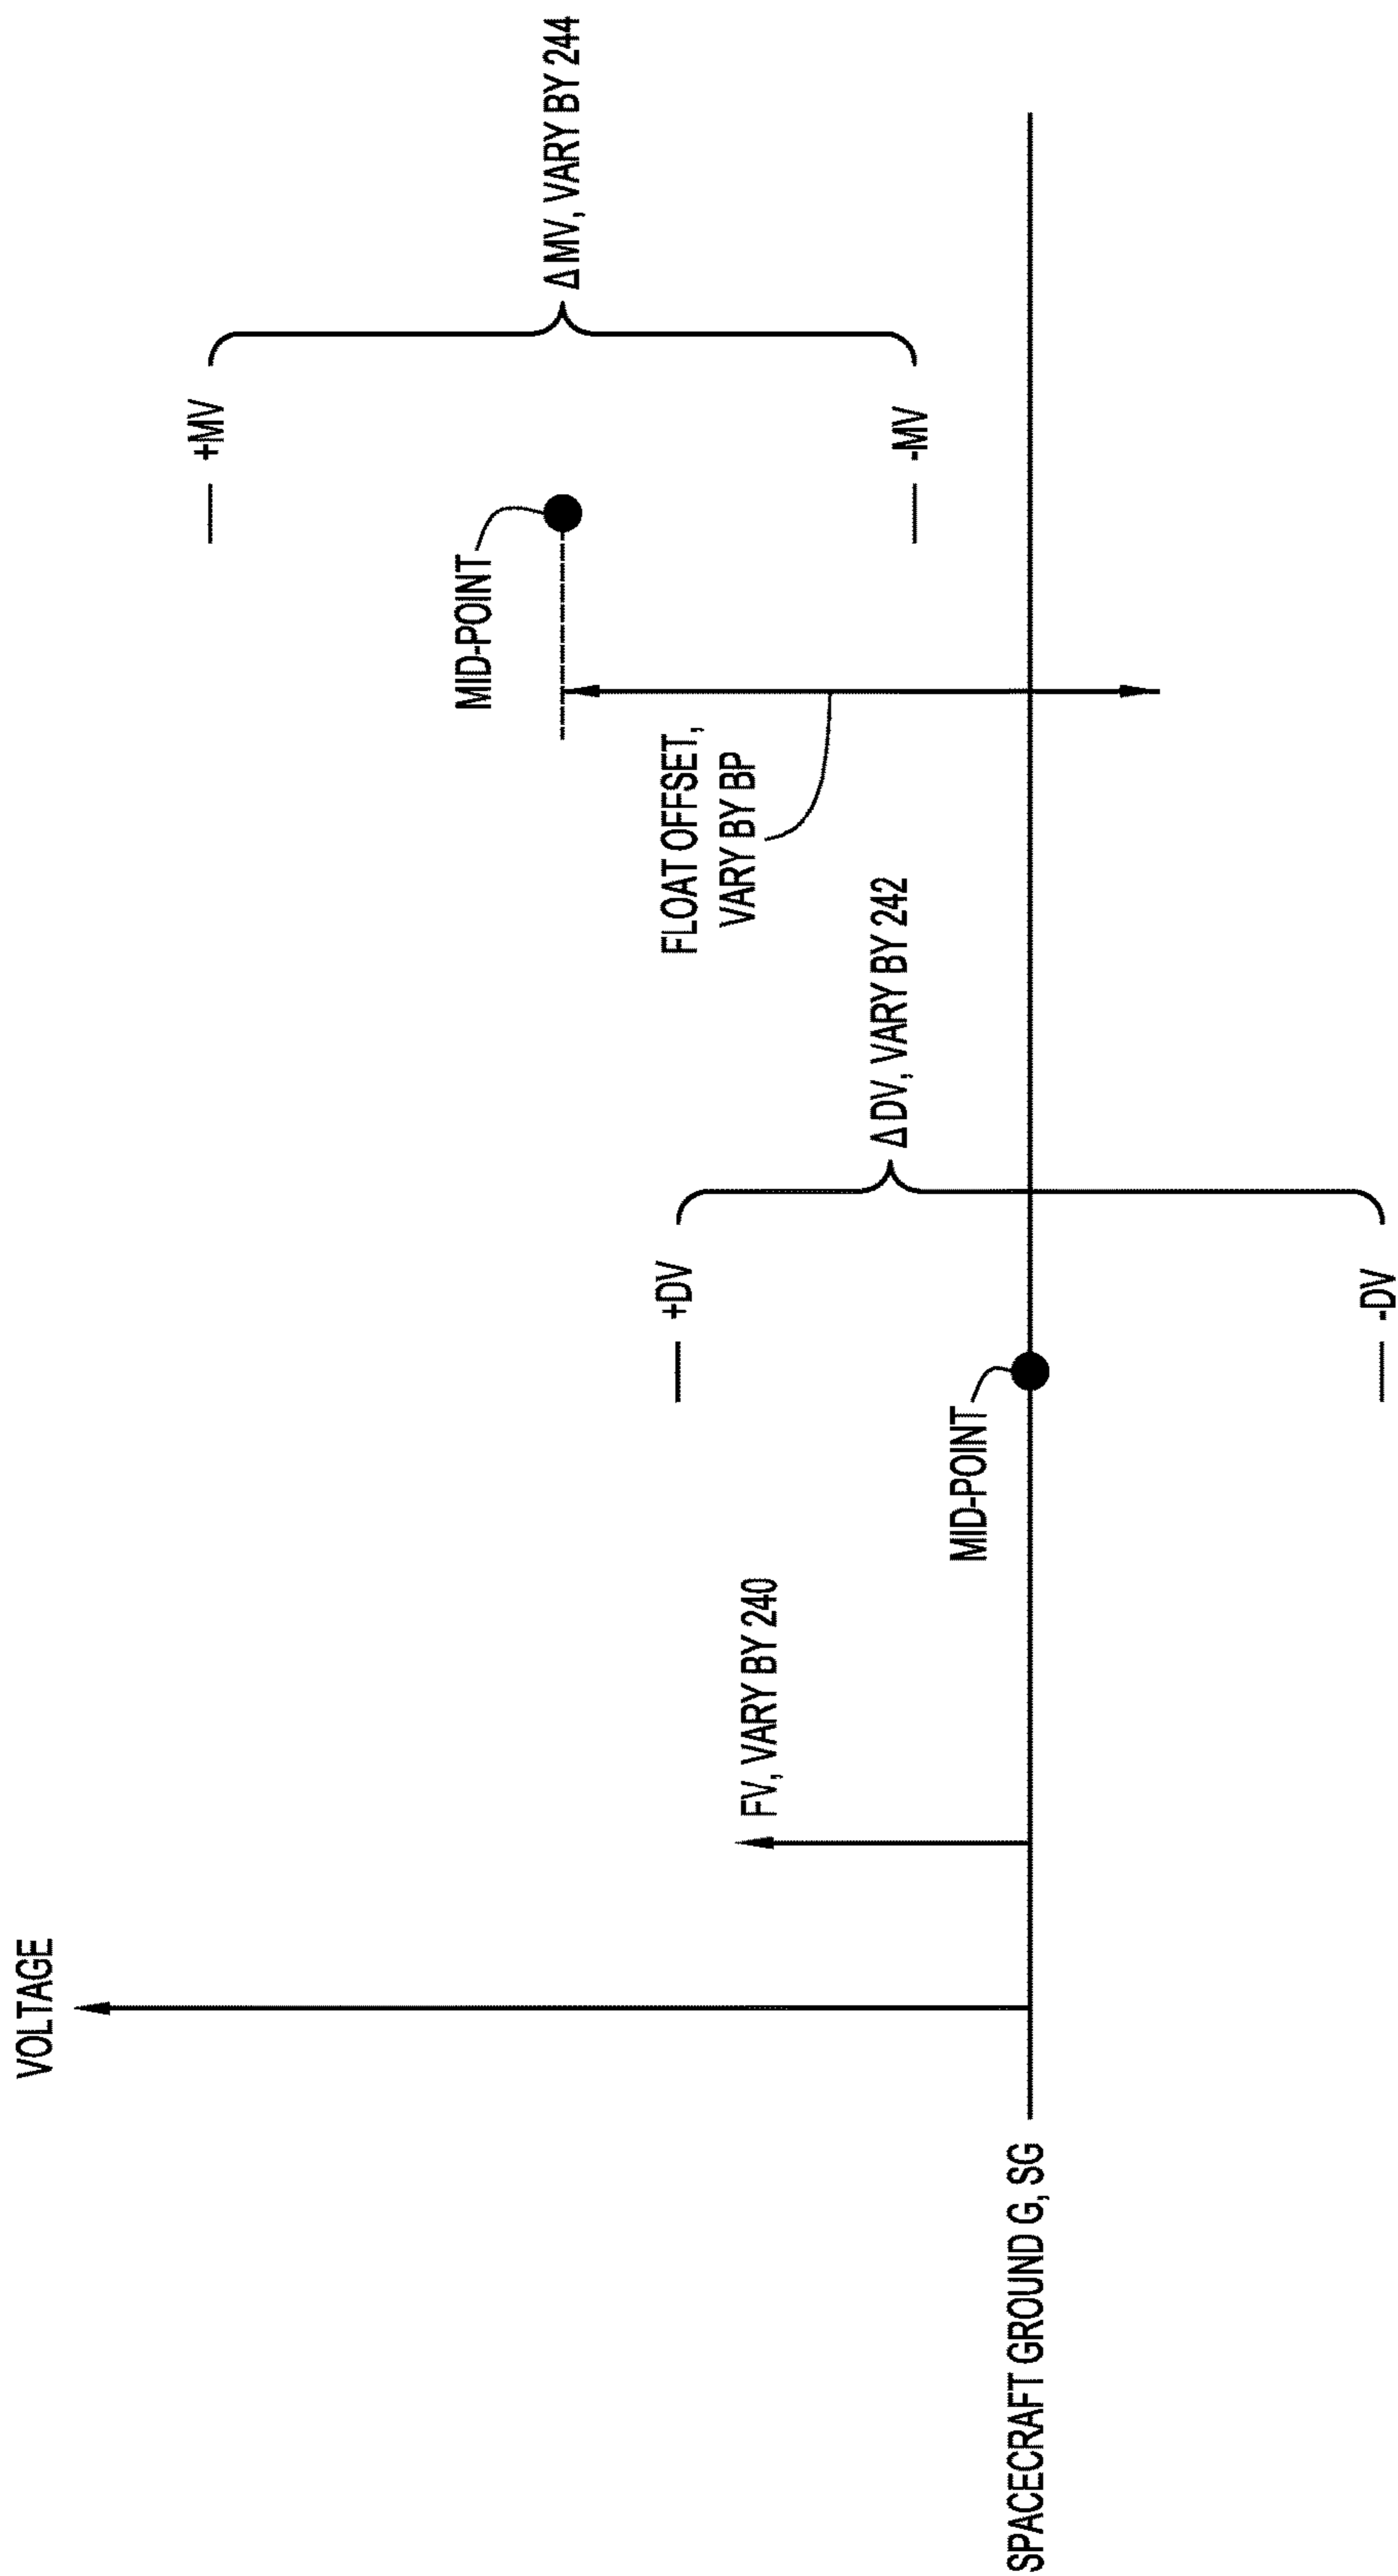 VOLTAGE
FV, VARY BY 240
+DV
MID-POINT
-DV
Δ DV, VARY BY 242
FLOAT OFFSET,
VARY BY BP
+MV
MID-POINT
-MV
Δ MV, VARY BY 244
SPACECRAFT GROUND G, SG